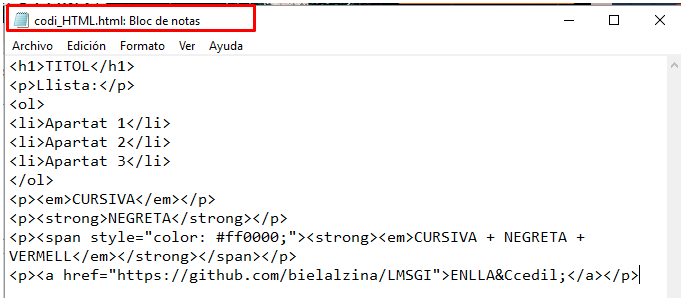 codi_HTML.html: Bloc de notas
Archivo Edición Formato Ver Ayuda
<h1>TITOL</h1>
<p>Llista:</p>
<ol>
<li>Apartat 1</li>
<li>Apartat 2</li>
<li>Apartat 3</li>
</ol>
<p><em>CURSIVA</em></p>
<p><strong>NEGRETA</strong></p>
<p><span style="color: #ff0000;"><strong><em>CURSIVA + NEGRETA +
VERMELL</em></strong></span></p>
<p><a href="https://github.com/bielalzina/LMSGI">ENLLA&Ccedil;</a></p>